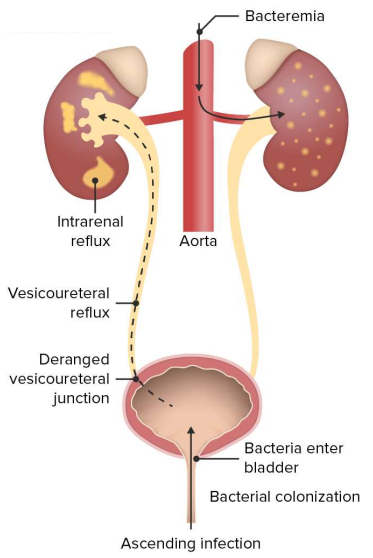 Bacteremia
Intrarenal
reflux
Aorta
Vesicoureteral
reflux
Deranged
vesicoureteral
junction
Bacteria enter
bladder
Bacterial colonization
Ascending infection